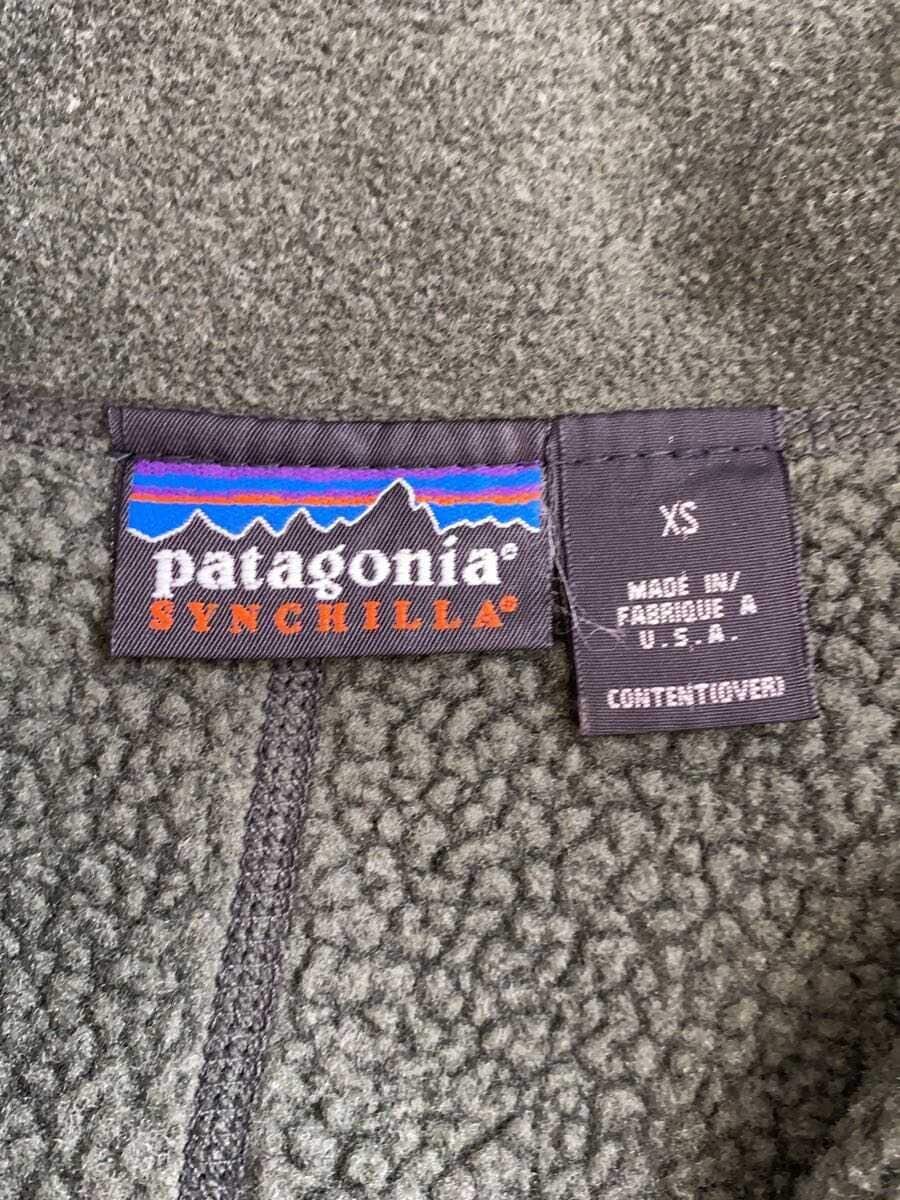 patagonia®
SYNCHILLA®
XS
MADE IN/
FABRIQUE A
U.S.A.
CONTENT(OVER)